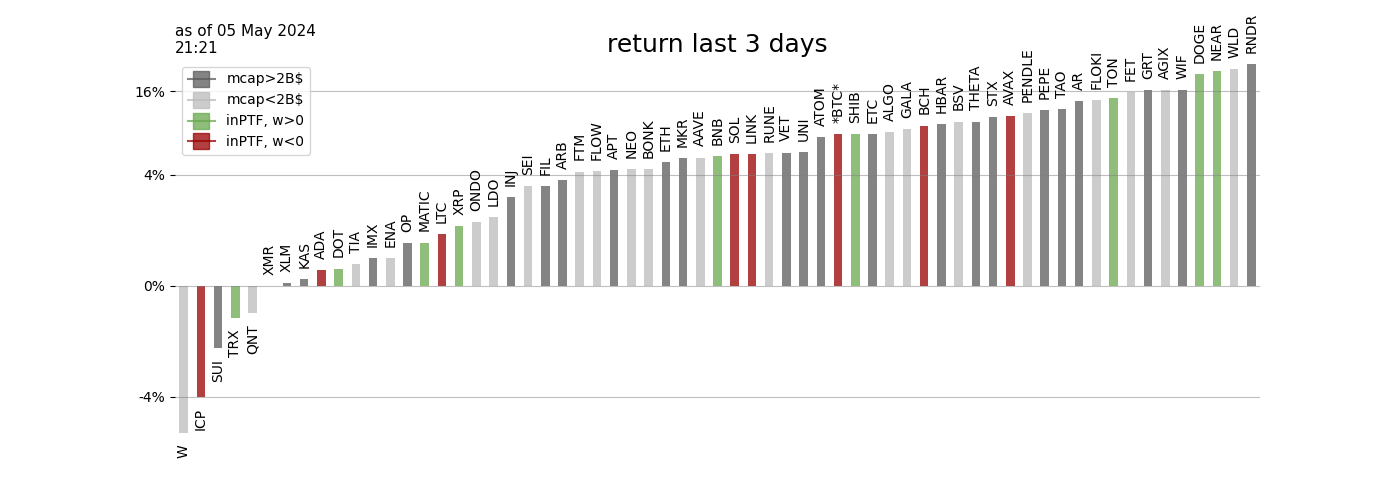 as of 05 May 2024
21:21
return last 3 days
mcap>2B$
mcap<2B$
inPTF, w>0
inPTF, w<0
16%
4%
0%
-4%
W
ICP
SUI
TRX
QNT
XMR
XLM
KAS
ADA
DOT
TIA
IMX
ENA
OP
MATIC
LTC
XRP
ONDO
LDO
INJ
SEI
FIL
ARB
FTM
FLOW
APT
NEO
BONK
ETH
MKR
AAVE
BNB
SOL
LINK
RUNE
VET
UNI
ATOM
*BTC*
SHIB
ETC
ALGO
GALA
BCH
HBAR
BSV
THETA
STX
AVAX
PENDLE
PEPE
TAO
AR
FLOKI
TON
FET
GRT
AGIX
WIF
DOGE
NEAR
WLD
RNDR